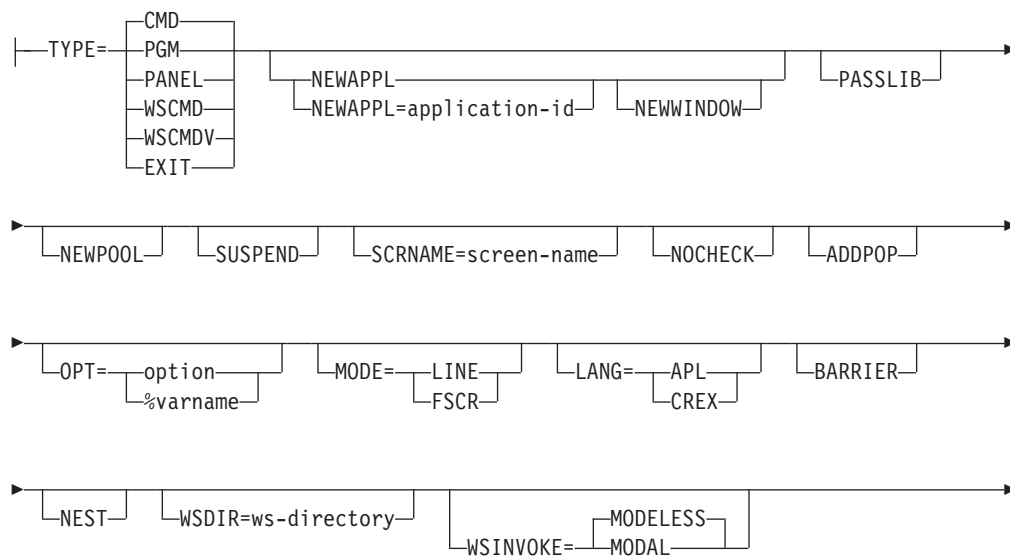 CMD
TYPE= PGM
PANEL NEWAPPL PASSLIB
WSCMD NEWAPPL=application-id NEWWINDOW
WSCMDV
EXIT
NEWPOOL SUSPEND SCRNAME=screen-name NOCHECK ADDPOP
OPT= option MODE= LINE LANG= APL BARRIER
%varname FSCR CREX
NEST WSDIR=ws-directory MODELESS
WSINVOKE= MODAL